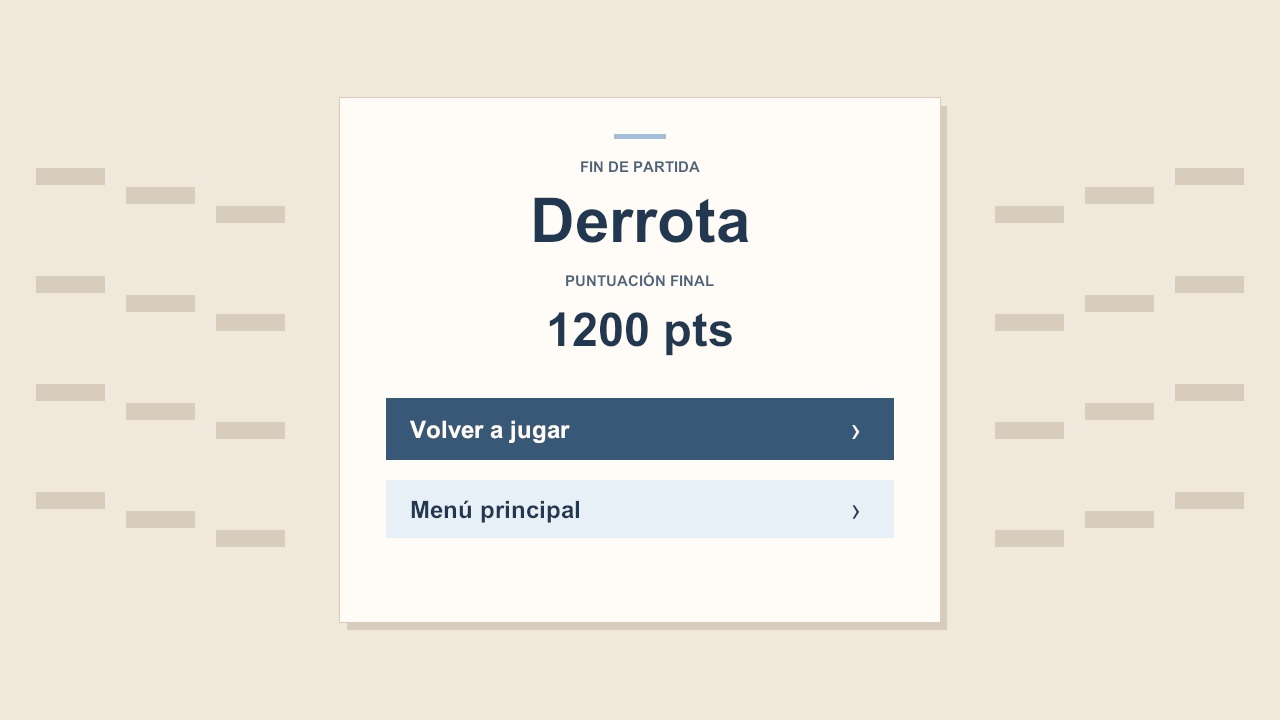 FIN DE PARTIDA
Derrota
PUNTUACIÓN FINAL
1200 pts
Volver a jugar ›
Menú principal ›